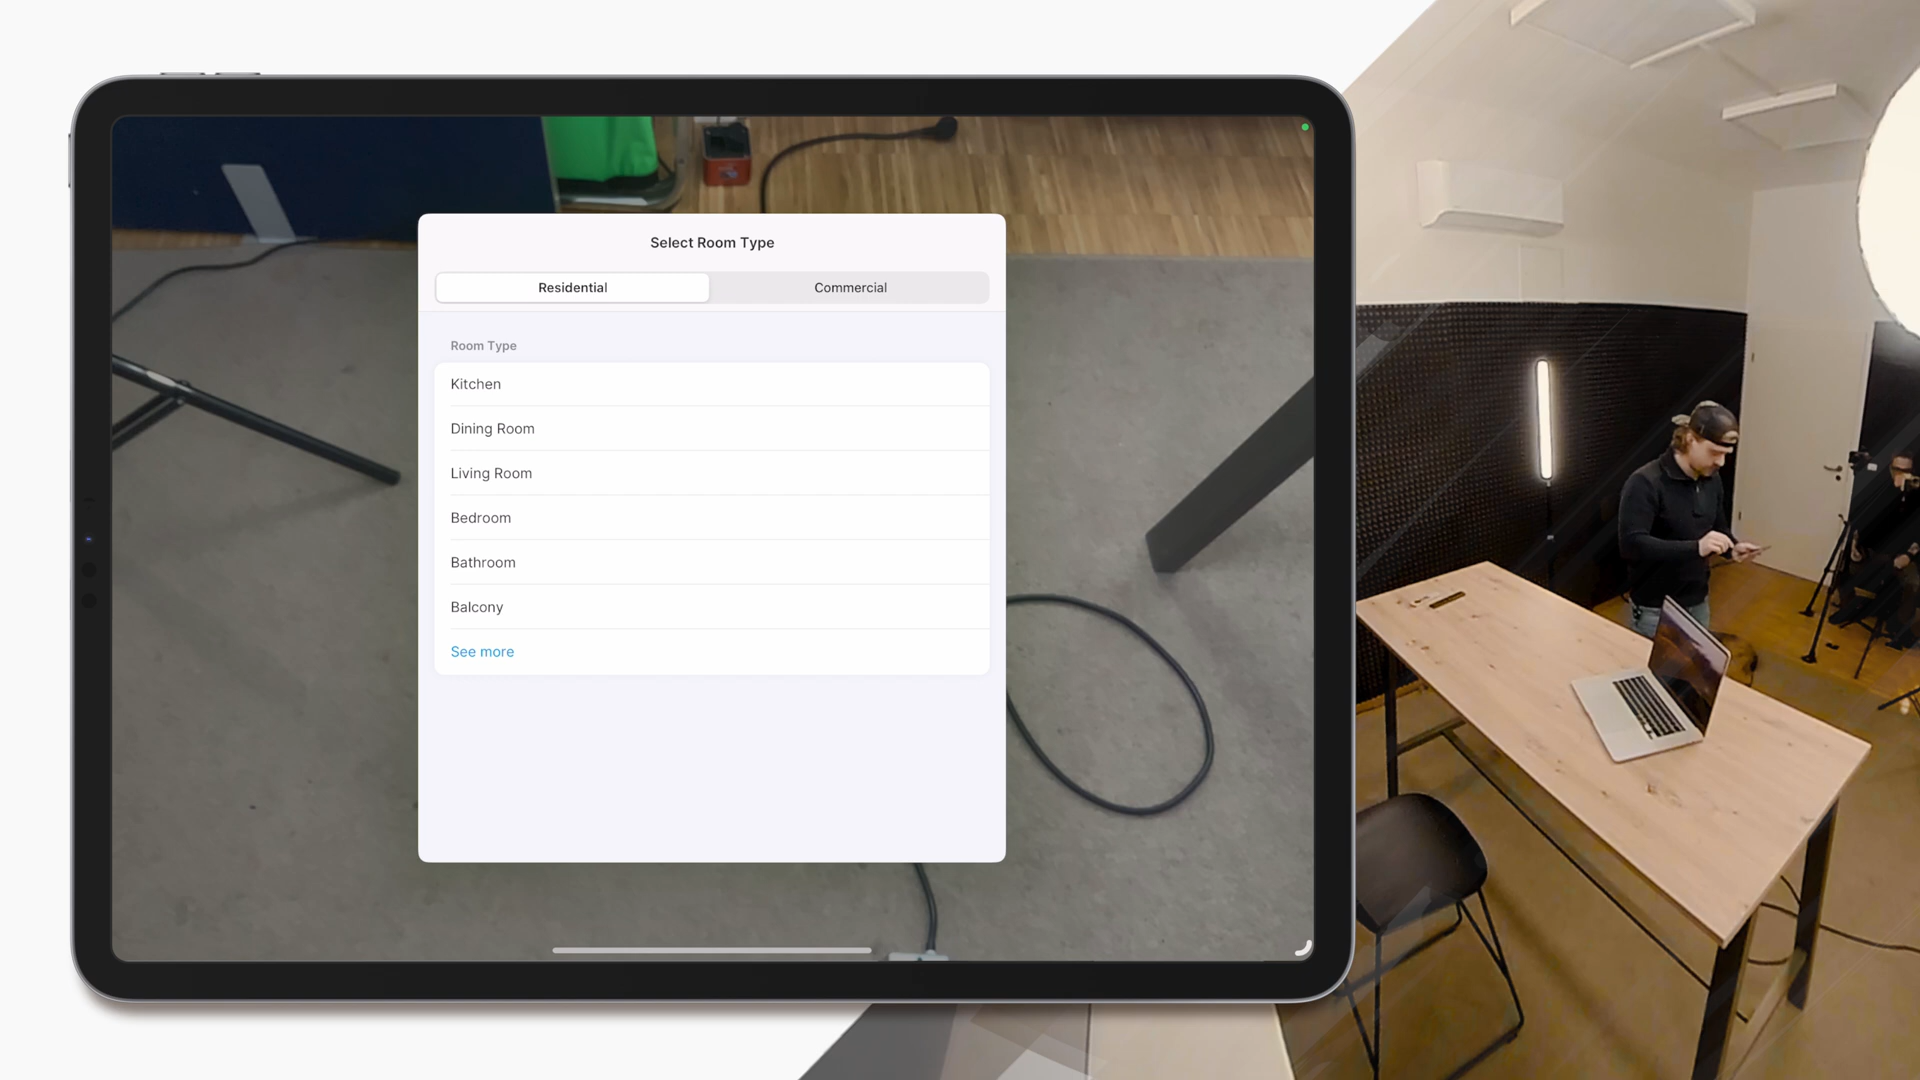 Select Room Type
Residential
Commercial
Room Type
Kitchen
Dining Room
Living Room
Bedroom
Bathroom
Balcony
See more